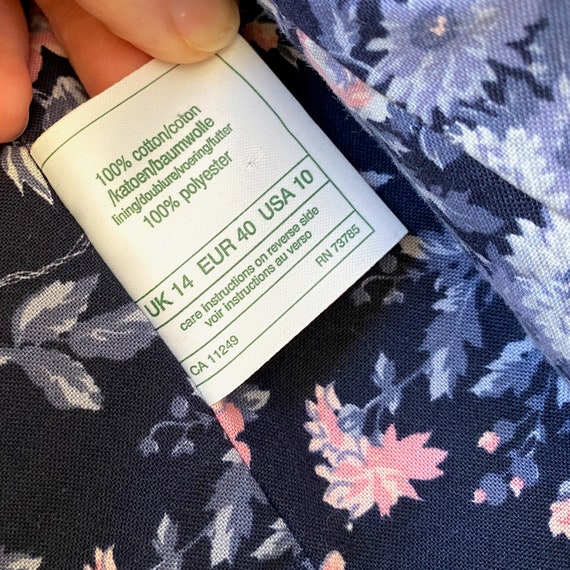 100% cotton/coton
/katoen/baumwolle
lining/doublure/voering/futter
100% polyester
UK 14 EUR 40 USA 10
care instructions on reverse side
voir instructions au verso
RN 73785
CA 11249